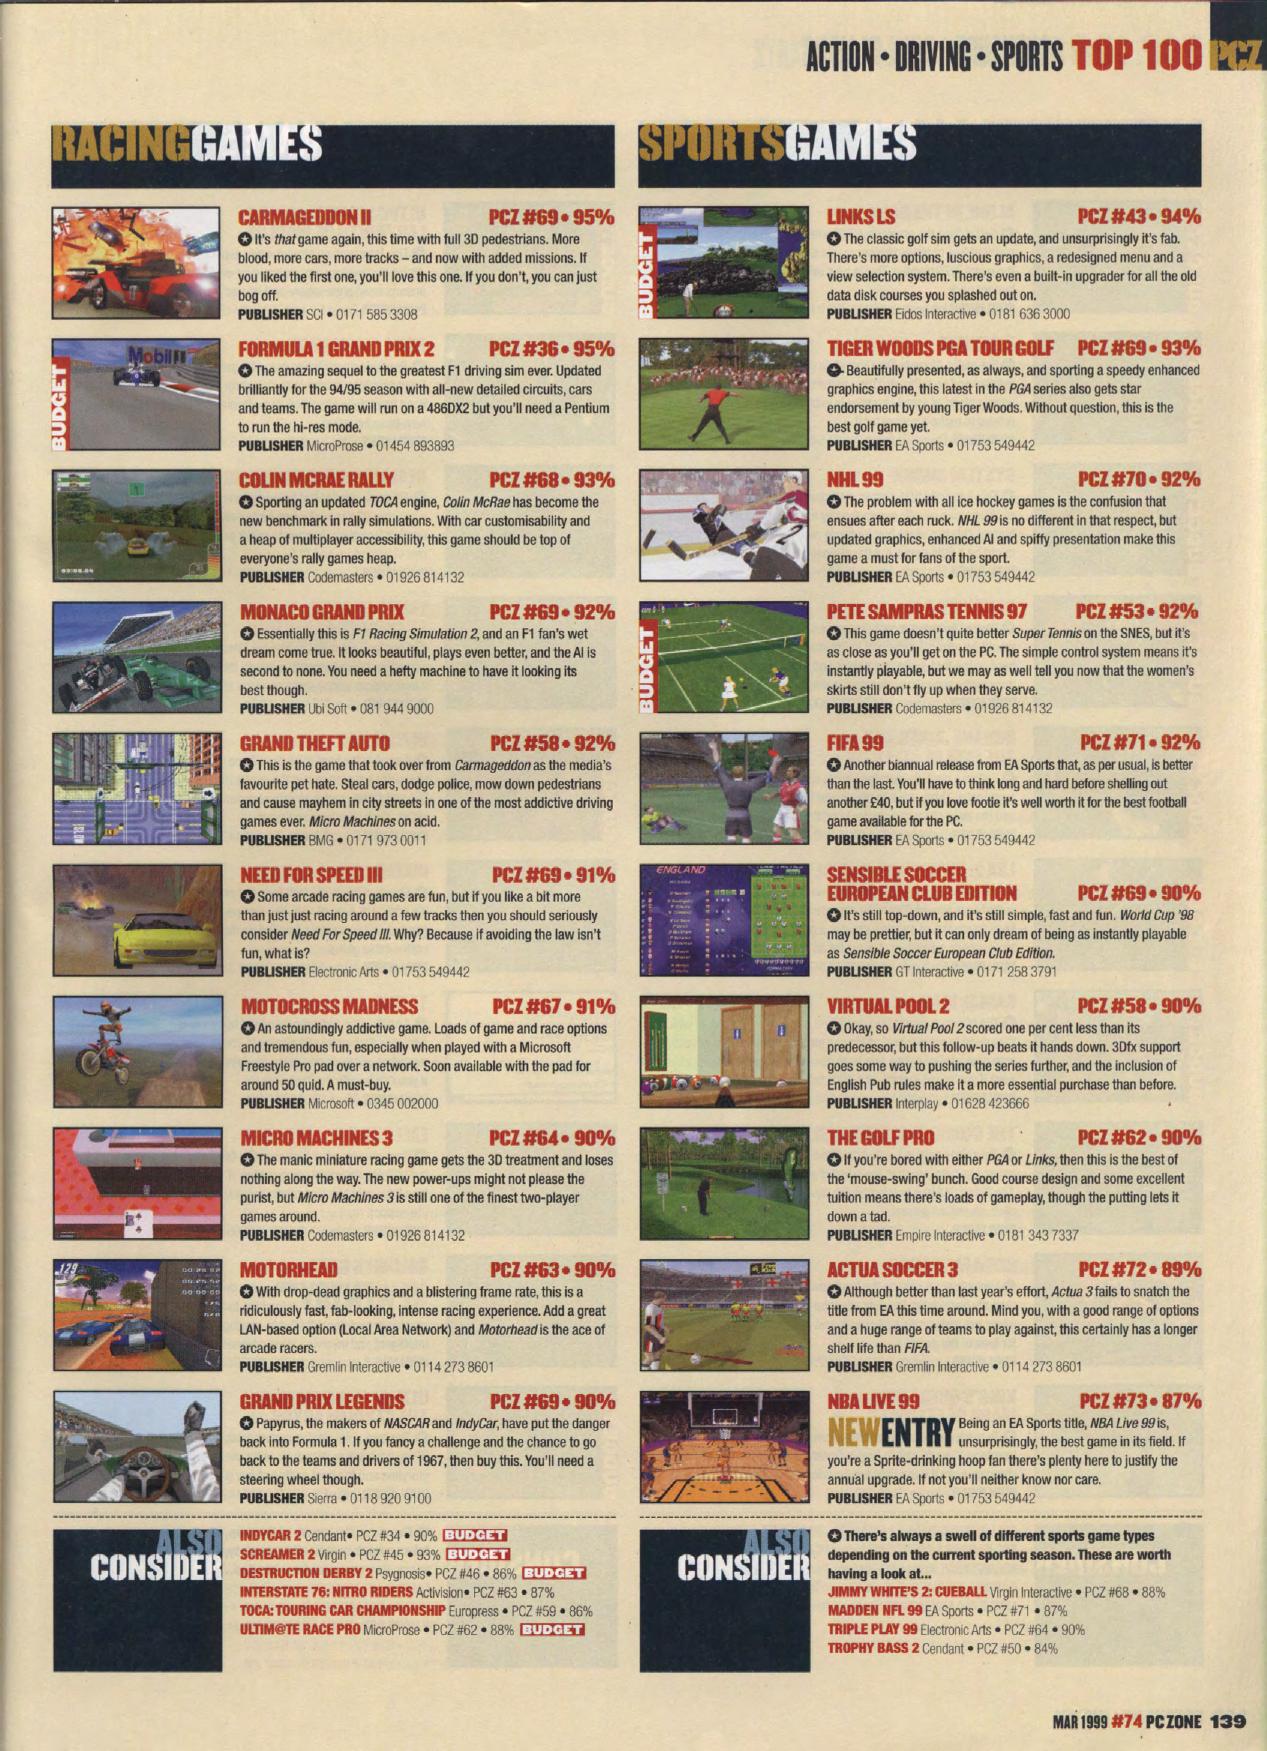 ACTION • DRIVING • SPORTS TOP 100 PCZ
RACINGGAMES
CARMAGEDDON II PCZ #69 • 95%
It's that game again, this time with full 3D pedestrians. More
blood, more cars, more tracks – and now with added missions. If
you liked the first one, you'll love this one. If you don't, you can just
bog off.
PUBLISHER SCI • 0171 585 3308
BUDGET
FORMULA 1 GRAND PRIX 2 PCZ #36 • 95%
The amazing sequel to the greatest F1 driving sim ever. Updated
brilliantly for the 94/95 season with all-new detailed circuits, cars
and teams. The game will run on a 486DX2 but you'll need a Pentium
to run the hi-res mode.
PUBLISHER MicroProse • 01454 893893
COLIN MCRAE RALLY PCZ #68 • 93%
Sporting an updated TOCA engine, Colin McRae has become the
new benchmark in rally simulations. With car customisability and
a heap of multiplayer accessibility, this game should be top of
everyone's rally games heap.
PUBLISHER Codemasters • 01926 814132
MONACO GRAND PRIX PCZ #69 • 92%
Essentially this is F1 Racing Simulation 2, and an F1 fan's wet
dream come true. It looks beautiful, plays even better, and the AI is
second to none. You need a hefty machine to have it looking its
best though.
PUBLISHER Ubi Soft • 081 944 9000
GRAND THEFT AUTO PCZ #58 • 92%
This is the game that took over from Carmageddon as the media's
favourite pet hate. Steal cars, dodge police, mow down pedestrians
and cause mayhem in city streets in one of the most addictive driving
games ever. Micro Machines on acid.
PUBLISHER BMG • 0171 973 0011
NEED FOR SPEED III PCZ #69 • 91%
Some arcade racing games are fun, but if you like a bit more
than just just racing around a few tracks then you should seriously
consider Need For Speed III. Why? Because if avoiding the law isn't
fun, what is?
PUBLISHER Electronic Arts • 01753 549442
MOTOCROSS MADNESS PCZ #67 • 91%
An astoundingly addictive game. Loads of game and race options
and tremendous fun, especially when played with a Microsoft
Freestyle Pro pad over a network. Soon available with the pad for
around 50 quid. A must-buy.
PUBLISHER Microsoft • 0345 002000
MICRO MACHINES 3 PCZ #64 • 90%
The manic miniature racing game gets the 3D treatment and loses
nothing along the way. The new power-ups might not please the
purist, but Micro Machines 3 is still one of the finest two-player
games around.
PUBLISHER Codemasters • 01926 814132
MOTORHEAD PCZ #63 • 90%
With drop-dead graphics and a blistering frame rate, this is a
ridiculously fast, fab-looking, intense racing experience. Add a great
LAN-based option (Local Area Network) and Motorhead is the ace of
arcade racers.
PUBLISHER Gremlin Interactive • 0114 273 8601
GRAND PRIX LEGENDS PCZ #69 • 90%
Papyrus, the makers of NASCAR and IndyCar, have put the danger
back into Formula 1. If you fancy a challenge and the chance to go
back to the teams and drivers of 1967, then buy this. You'll need a
steering wheel though.
PUBLISHER Sierra • 0118 920 9100
ALSO
CONSIDER
INDYCAR 2 Cendant• PCZ #34 • 90% BUDGET
SCREAMER 2 Virgin • PCZ #45 • 93% BUDGET
DESTRUCTION DERBY 2 Psygnosis• PCZ #46 • 86% BUDGET
INTERSTATE 76: NITRO RIDERS Activision• PCZ #63 • 87%
TOCA: TOURING CAR CHAMPIONSHIP Europress • PCZ #59 • 86%
ULTIM@TE RACE PRO MicroProse • PCZ #62 • 88% BUDGET
SPORTSGAMES
BUDGET
LINKS LS PCZ #43 • 94%
The classic golf sim gets an update, and unsurprisingly it's fab.
There's more options, luscious graphics, a redesigned menu and a
view selection system. There's even a built-in upgrader for all the old
data disk courses you splashed out on.
PUBLISHER Eidos Interactive • 0181 636 3000
TIGER WOODS PGA TOUR GOLF PCZ #69 • 93%
Beautifully presented, as always, and sporting a speedy enhanced
graphics engine, this latest in the PGA series also gets star
endorsement by young Tiger Woods. Without question, this is the
best golf game yet.
PUBLISHER EA Sports • 01753 549442
NHL 99 PCZ #70 • 92%
The problem with all ice hockey games is the confusion that
ensues after each ruck. NHL 99 is no different in that respect, but
updated graphics, enhanced AI and spiffy presentation make this
game a must for fans of the sport.
PUBLISHER EA Sports • 01753 549442
BUDGET
PETE SAMPRAS TENNIS 97 PCZ #53 • 92%
This game doesn't quite better Super Tennis on the SNES, but it's
as close as you'll get on the PC. The simple control system means it's
instantly playable, but we may as well tell you now that the women's
skirts still don't fly up when they serve.
PUBLISHER Codemasters • 01926 814132
FIFA 99 PCZ #71 • 92%
Another biannual release from EA Sports that, as per usual, is better
than the last. You'll have to think long and hard before shelling out
another £40, but if you love footie it's well worth it for the best football
game available for the PC.
PUBLISHER EA Sports • 01753 549442
ENGLAND
SENSIBLE SOCCER
EUROPEAN CLUB EDITION PCZ #69 • 90%
It's still top-down, and it's still simple, fast and fun. World Cup '98
may be prettier, but it can only dream of being as instantly playable
as Sensible Soccer European Club Edition.
PUBLISHER GT Interactive • 0171 258 3791
VIRTUAL POOL 2 PCZ #58 • 90%
Okay, so Virtual Pool 2 scored one per cent less than its
predecessor, but this follow-up beats it hands down. 3Dfx support
goes some way to pushing the series further, and the inclusion of
English Pub rules make it a more essential purchase than before.
PUBLISHER Interplay • 01628 423666
THE GOLF PRO PCZ #62 • 90%
If you're bored with either PGA or Links, then this is the best of
the 'mouse-swing' bunch. Good course design and some excellent
tuition means there's loads of gameplay, though the putting lets it
down a tad.
PUBLISHER Empire Interactive • 0181 343 7337
ACTUA SOCCER 3 PCZ #72 • 89%
Although better than last year's effort, Actua 3 fails to snatch the
title from EA this time around. Mind you, with a good range of options
and a huge range of teams to play against, this certainly has a longer
shelf life than FIFA.
PUBLISHER Gremlin Interactive • 0114 273 8601
NBA LIVE 99 PCZ #73 • 87%
NEWENTRY Being an EA Sports title, NBA Live 99 is,
unsurprisingly, the best game in its field. If
you're a Sprite-drinking hoop fan there's plenty here to justify the
annual upgrade. If not you'll neither know nor care.
PUBLISHER EA Sports • 01753 549442
ALSO
CONSIDER
There's always a swell of different sports game types
depending on the current sporting season. These are worth
having a look at...
JIMMY WHITE'S 2: CUEBALL Virgin Interactive • PCZ #68 • 88%
MADDEN NFL 99 EA Sports • PCZ #71 • 87%
TRIPLE PLAY 99 Electronic Arts • PCZ #64 • 90%
TROPHY BASS 2 Cendant • PCZ #50 • 84%
MAR 1999 #74 PC ZONE 139